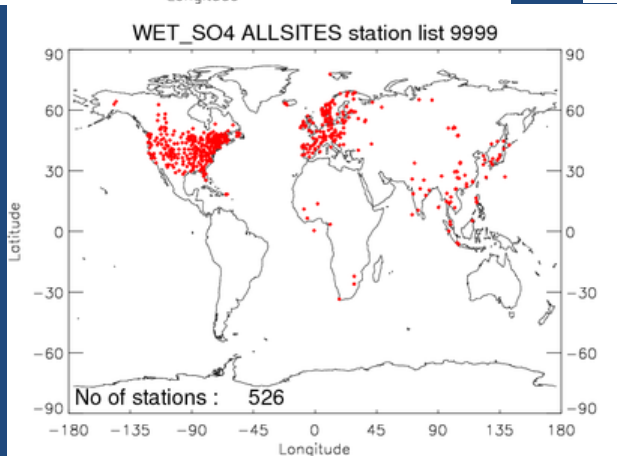 WET_SO4 ALLSITES station list 9999
90 90
60 60
30 30
0 0
-30 -30
-60 -60
-90 -90
Latitude
No of stations : 526
-180 -135 -90 -45 0 45 90 135 180
Longitude